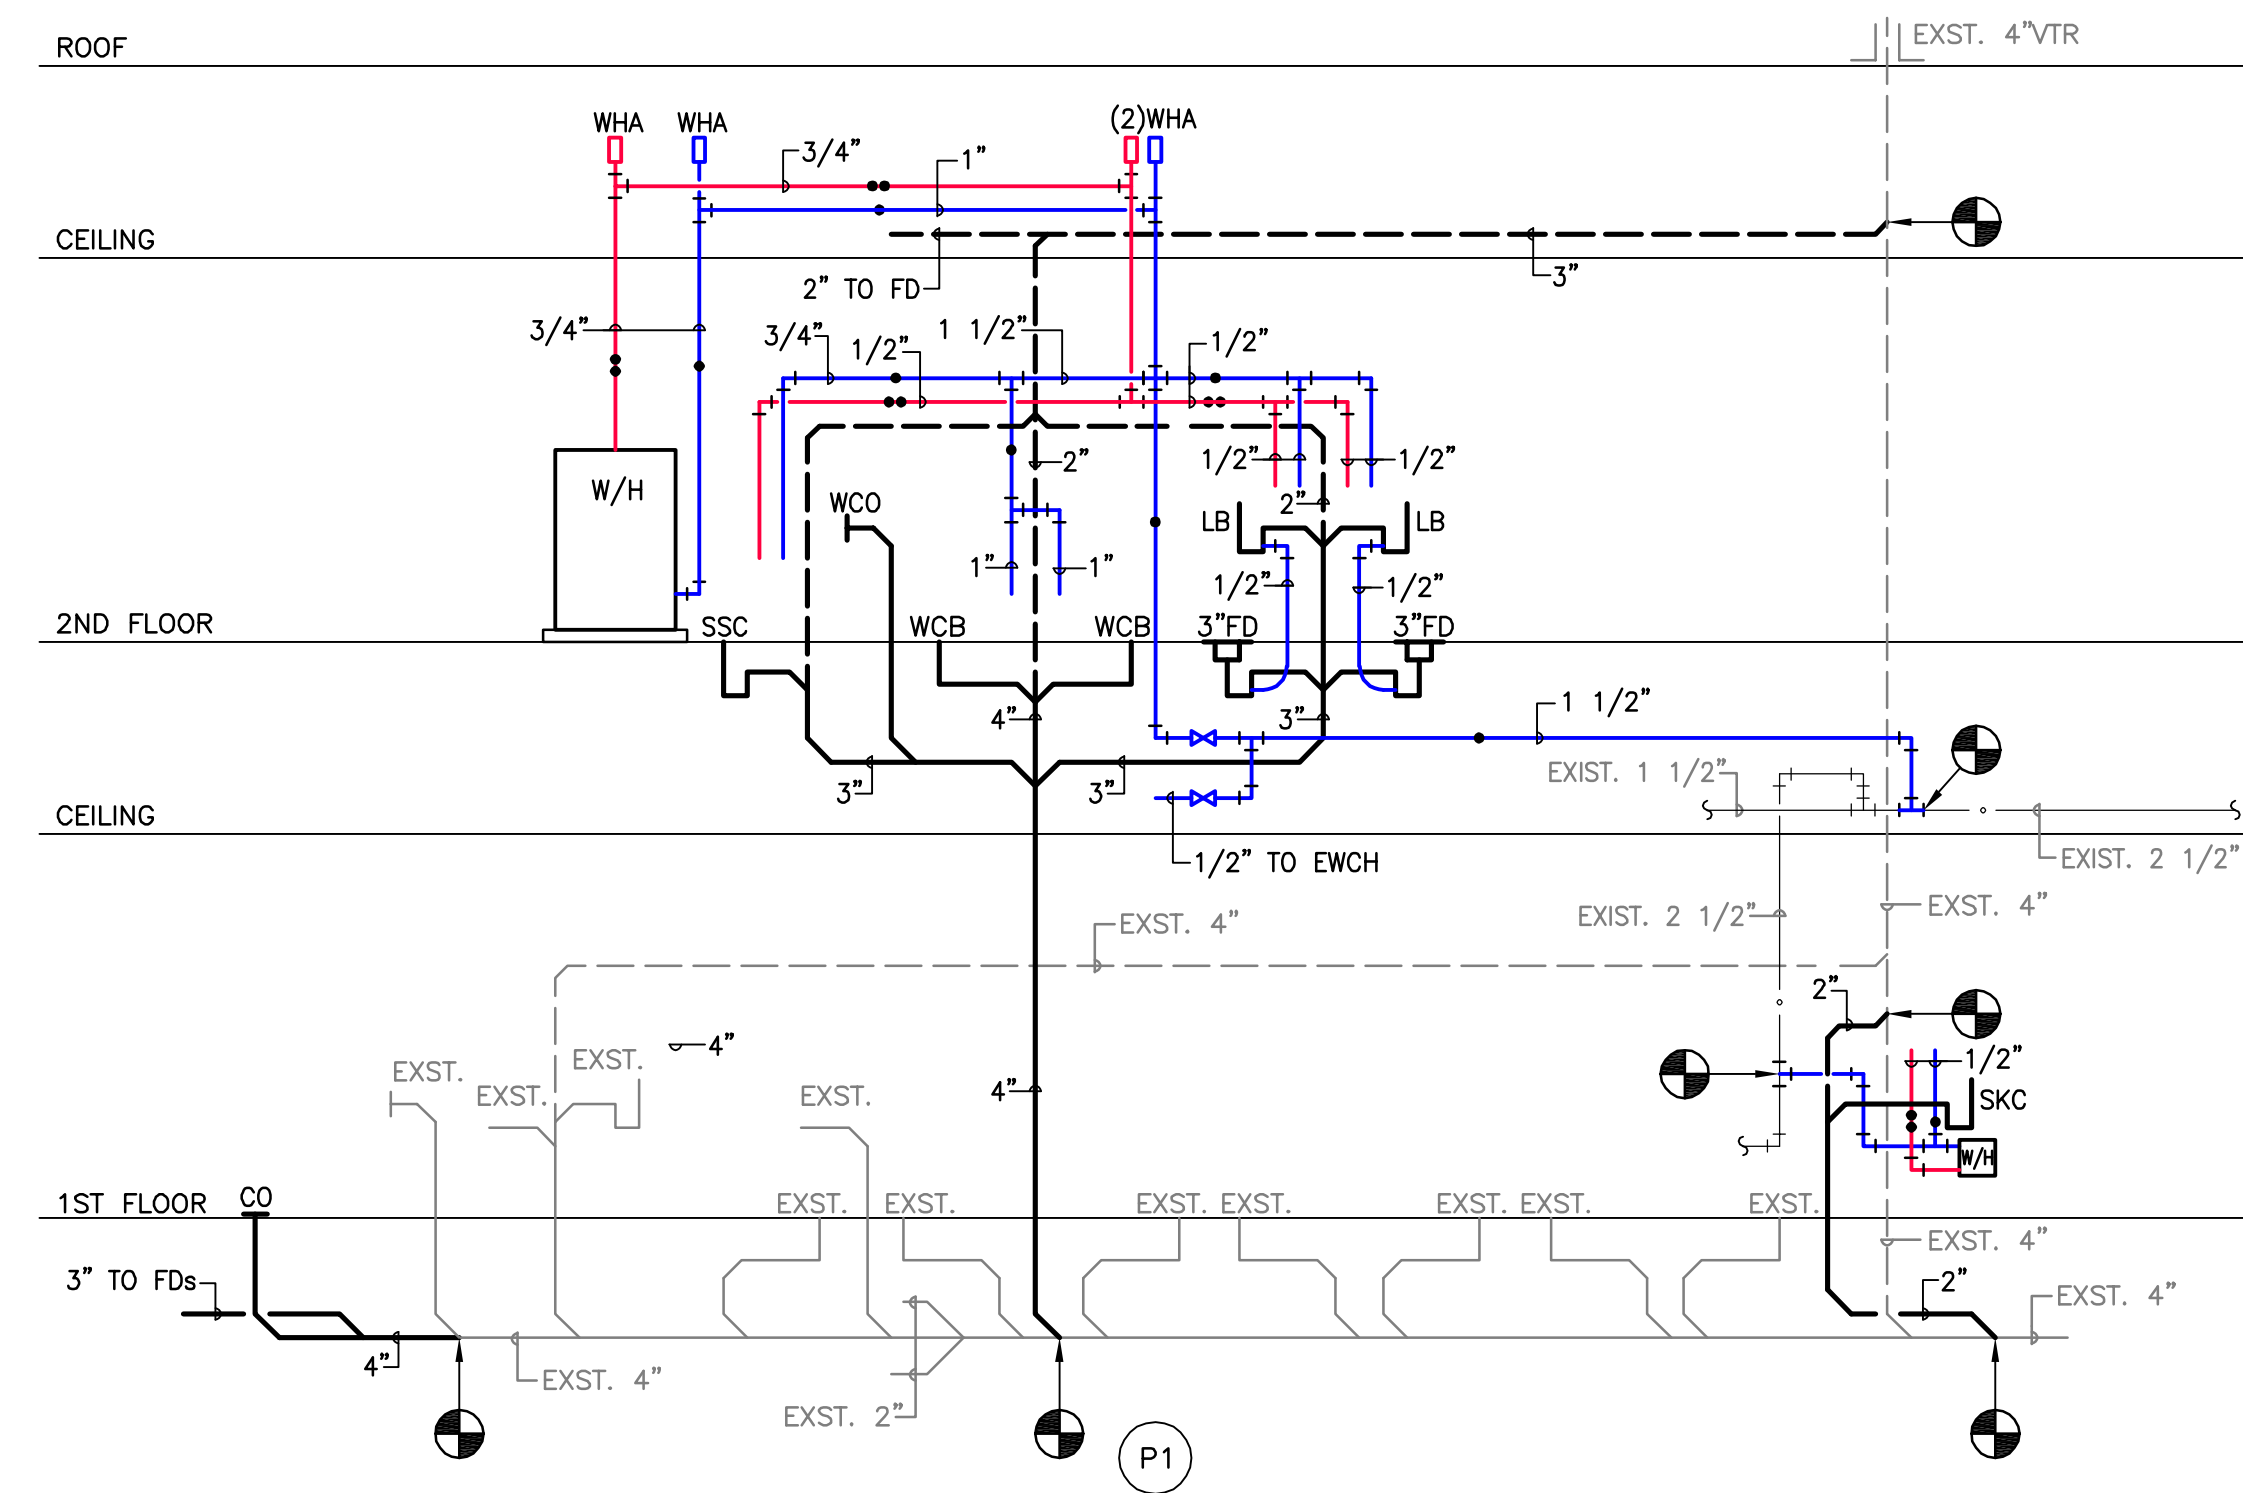 EXST. 4"VTR
ROOF
WHA WHA (2)WHA
3/4" 1"
CEILING
2" TO FD 3"
3/4" 3/4" 1/2" 1 1/2" 1/2"
1/2" 2" 1/2"
W/H WCO 2" LB LB
1" 1" 1/2" 1/2"
2ND FLOOR SSC WCB WCB 3"FD 3"FD
4" 3" 1 1/2"
3" 3" EXIST. 1 1/2"
CEILING
1/2" TO EWCH EXIST. 2 1/2"
EXST. 4" EXIST. 2 1/2" EXST. 4"
2"
4"
EXST. EXST. EXST. EXST. 4" 1/2"
SKC
W/H
1ST FLOOR CO EXST. EXST. EXST. EXST. EXST. EXST. EXST.
EXST. 4"
3" TO FDs 2" EXST. 4"
4" EXST. 4"
EXST. 2"
P1